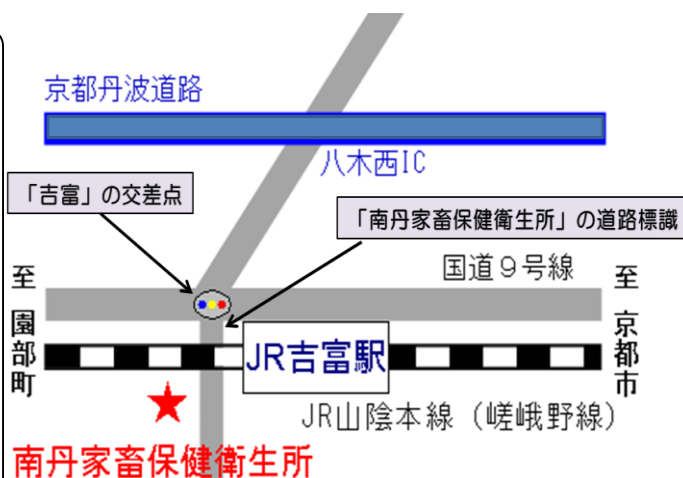 京都丹波道路
八木西IC
「吉富」の交差点
「南丹家畜保健衛生所」の道路標識
国道9号線
至園部町
至京都市
JR吉富駅
JR山陰本線（嵯峨野線）
南丹家畜保健衛生所